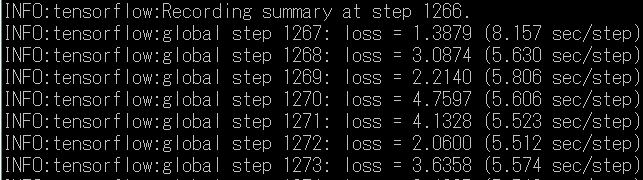 INFO:tensorflow:Recording summary at step 1266.
INFO:tensorflow:global step 1267: loss = 1.3879 (8.157 sec/step)
INFO:tensorflow:global step 1268: loss = 3.0874 (5.630 sec/step)
INFO:tensorflow:global step 1269: loss = 2.2140 (5.806 sec/step)
INFO:tensorflow:global step 1270: loss = 4.7597 (5.606 sec/step)
INFO:tensorflow:global step 1271: loss = 4.1328 (5.523 sec/step)
INFO:tensorflow:global step 1272: loss = 2.0600 (5.512 sec/step)
INFO:tensorflow:global step 1273: loss = 3.6358 (5.574 sec/step)